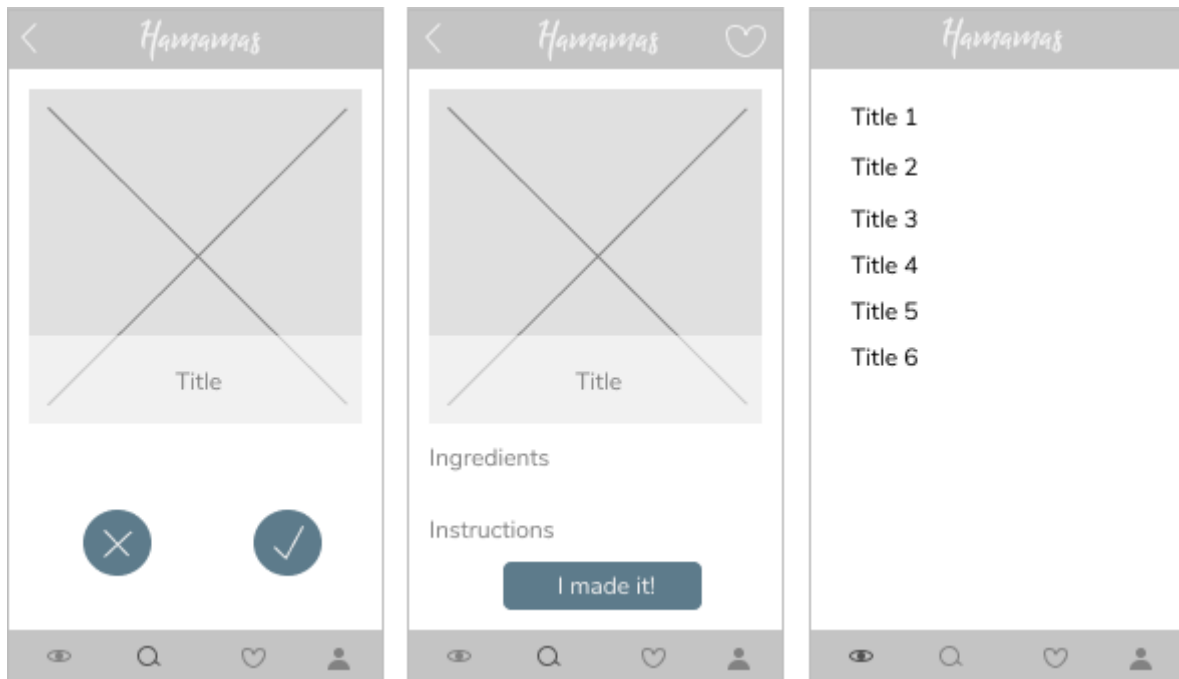 Hamamas
Title
Hamamas
Title
Ingredients
Instructions
I made it!
Hamamas
Title 1
Title 2
Title 3
Title 4
Title 5
Title 6